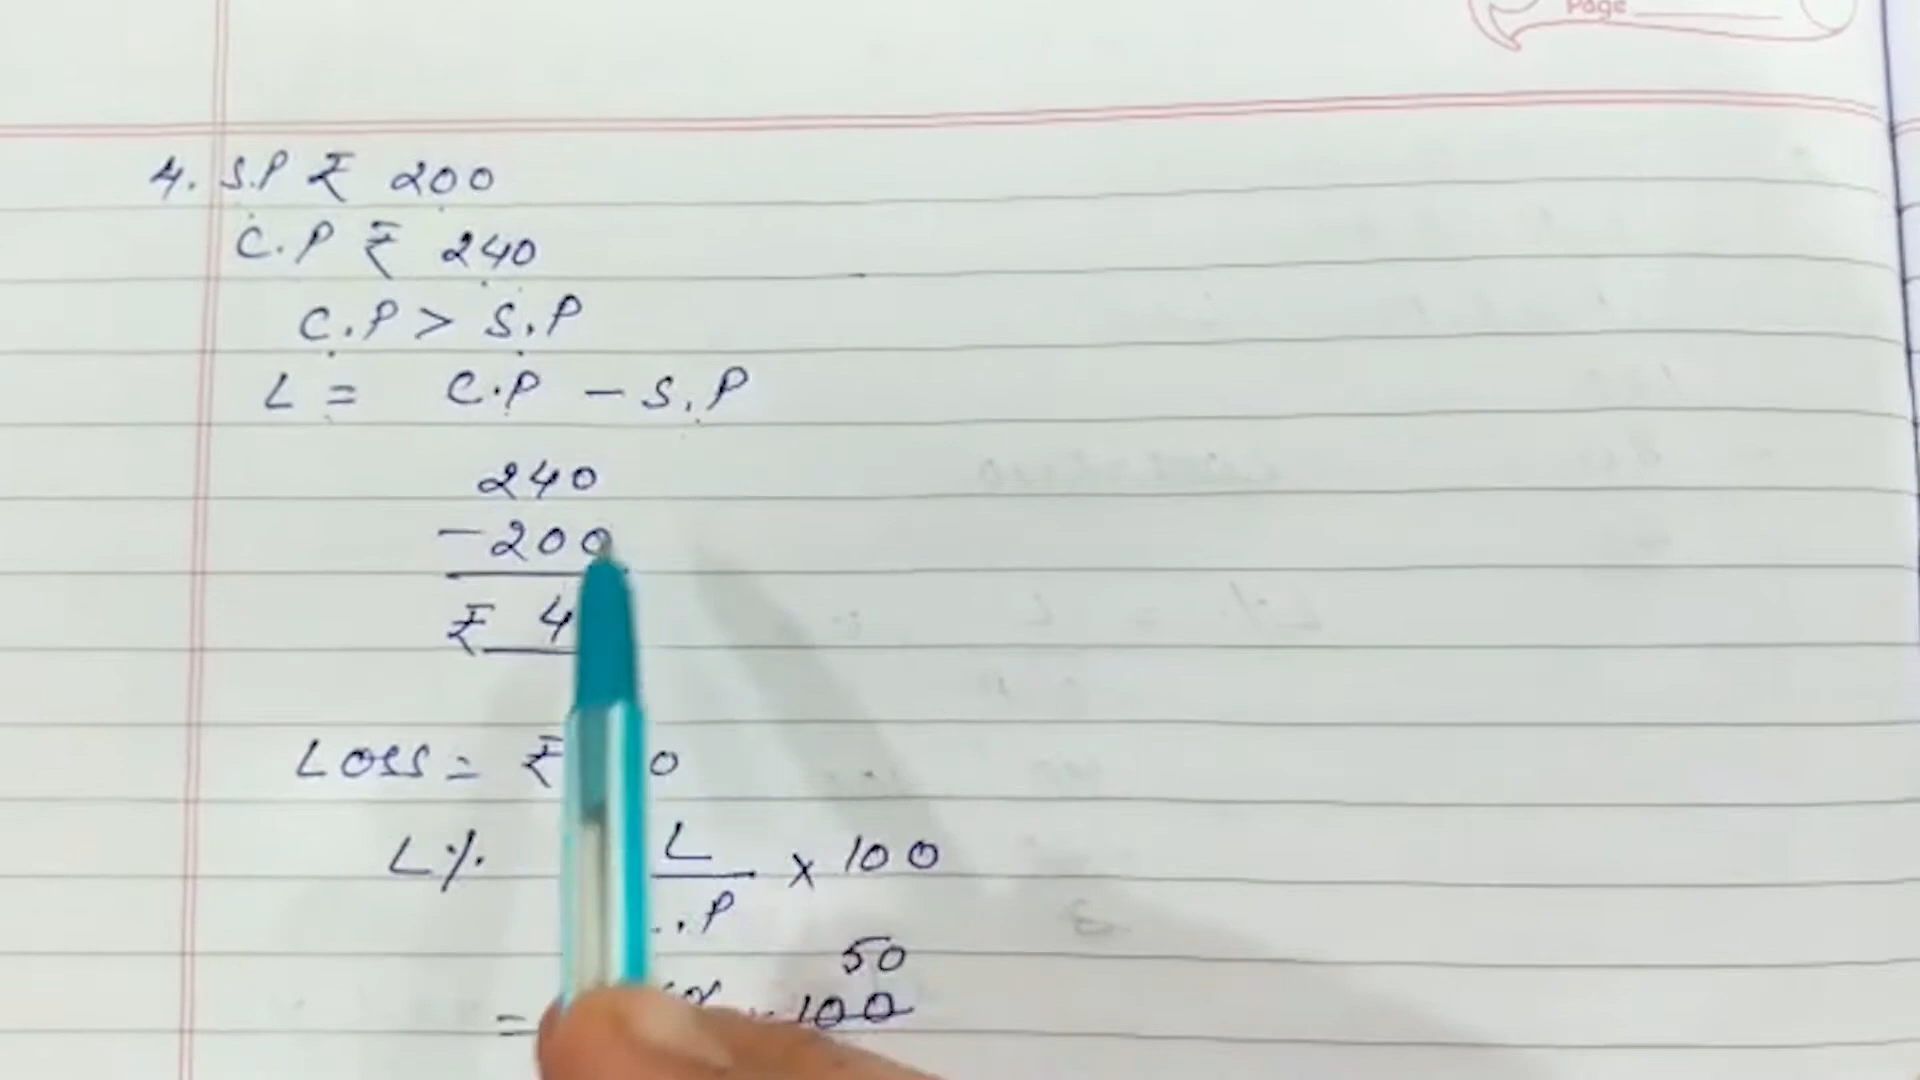 Page
4. S.P ₹ 200
C.P ₹ 240
C.P > S.P
L = C.P - S.P
240
- 200
₹ 4
Loss = ₹ 0
L% L × 100
.P
50
= 100